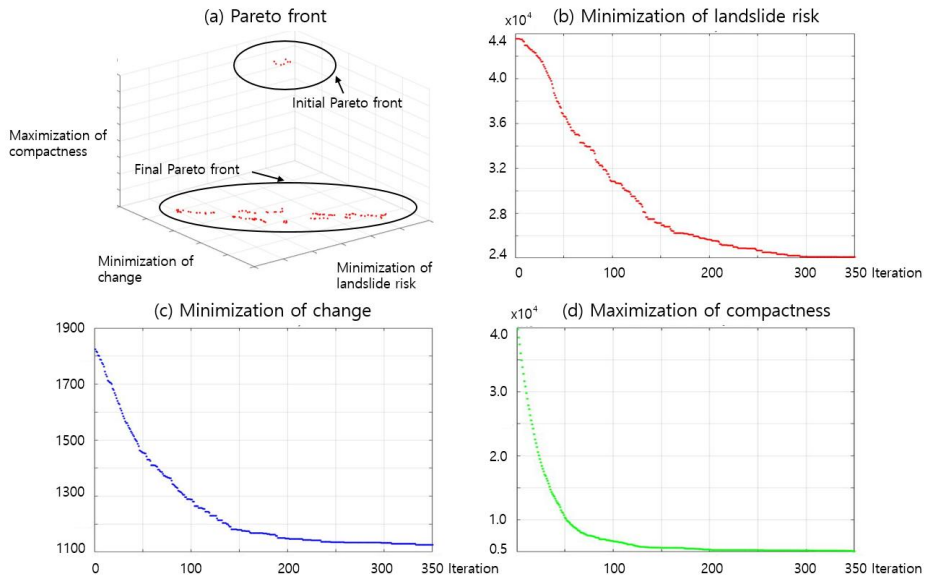 (a) Pareto front
Initial Pareto front
Maximization of
compactness
Final Pareto front
Minimization of
change
Minimization of
landslide risk
(b) Minimization of landslide risk
x10⁴
4.4
4.0
3.6
3.2
2.8
2.4
0
100
200
300
350
Iteration
(c) Minimization of change
1900
1700
1500
1300
1100
0
100
200
300
350
Iteration
(d) Maximization of compactness
x10⁴
4.0
3.0
2.0
1.0
0.5
0
100
200
300
350
Iteration